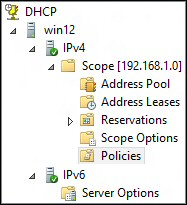 DHCP
win12
IPv4
Scope [192.168.1.0]
Address Pool
Address Leases
Reservations
Scope Options
Policies
IPv6
Server Options